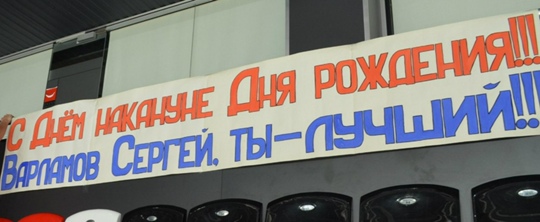 С Днём накануне Дня рождения!!!
Варламов Сергей, ты-лучший!!!